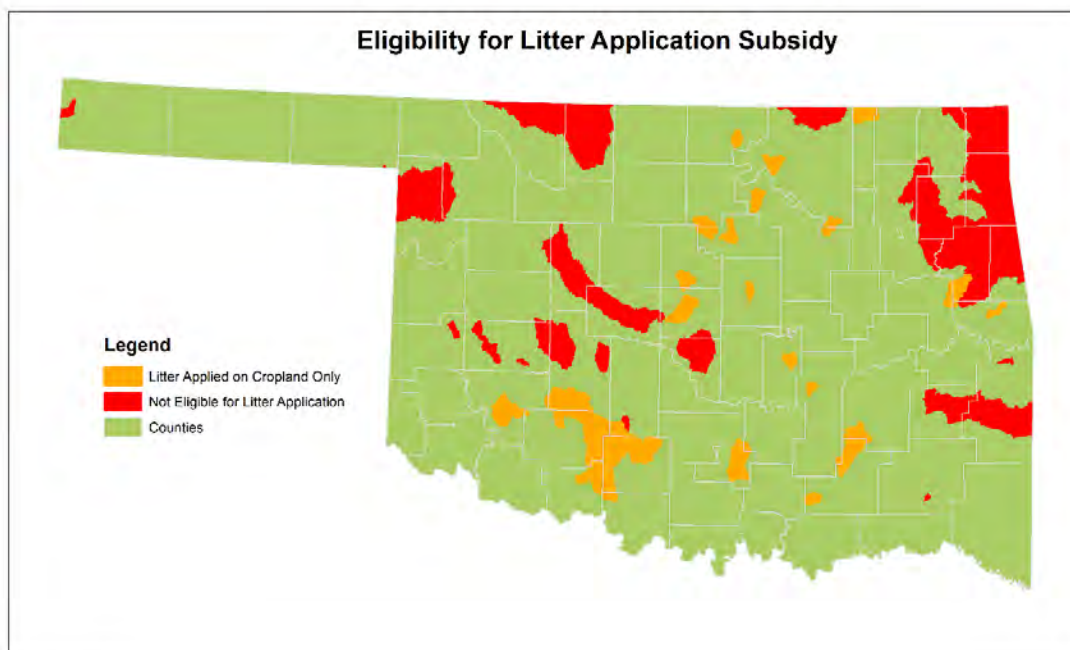 Eligibility for Litter Application Subsidy
Legend
Litter Applied on Cropland Only
Not Eligible for Litter Application
Counties